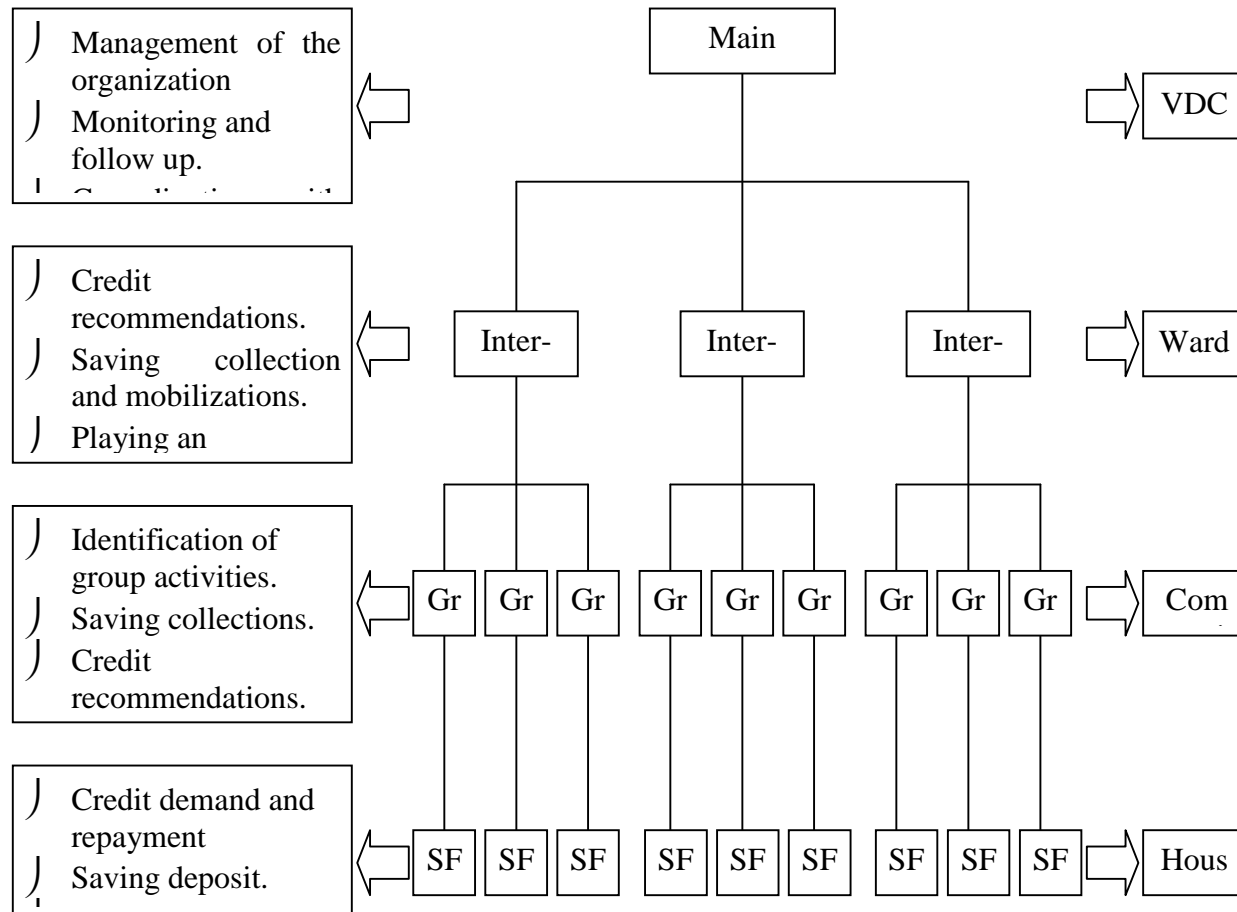 Management of the
organization
Monitoring and
follow up.
Main
VDC
Credit
recommendations.
Saving collection
and mobilizations.
Playing an
Inter-
Inter-
Inter-
Ward
Identification of
group activities.
Saving collections.
Credit
recommendations.
Gr Gr Gr Gr Gr Gr Gr Gr Gr
Com
Credit demand and
repayment
Saving deposit.
SF SF SF SF SF SF SF SF SF
Hous